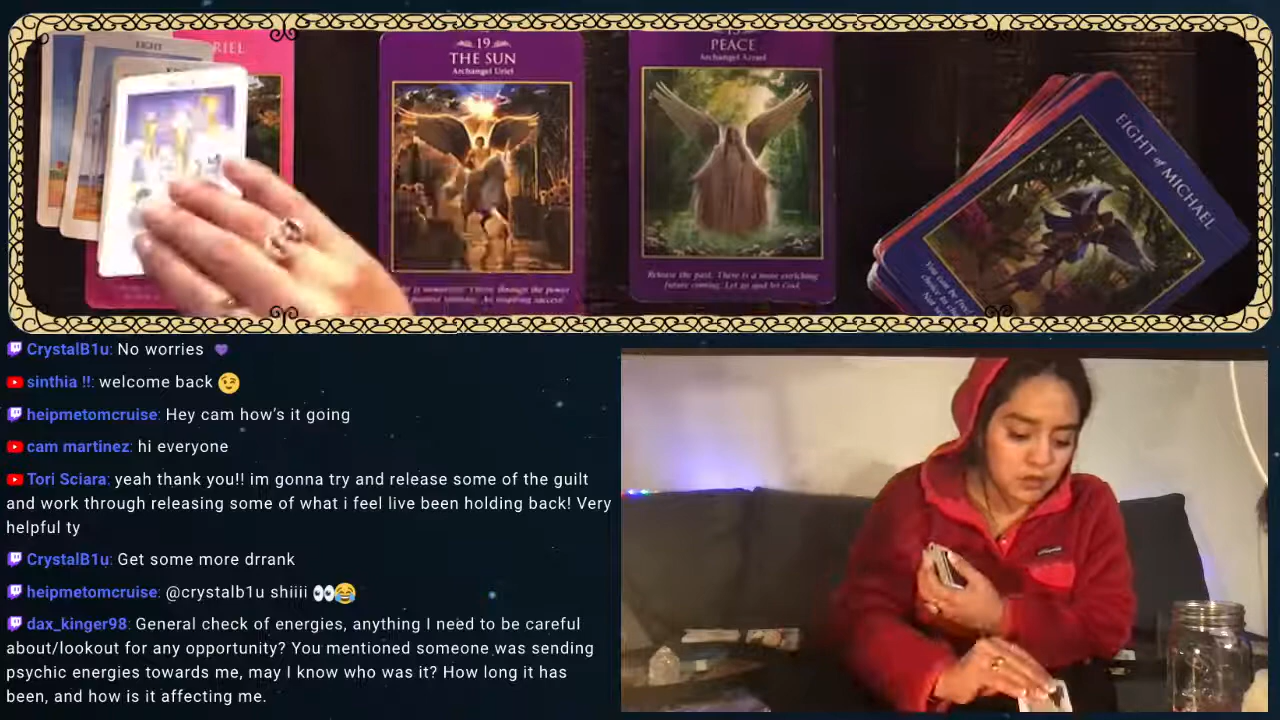 EIGHT
RIEL
19
THE SUN
Archangel Uriel
PEACE
Archangel Azrael
Release the past. There is a more enriching
future coming. Let go and let God.
EIGHT of MICHAEL
CrystalB1u: No worries 💜
sinthia !!: welcome back 😉
heipmetomcruise: Hey cam how's it going
cam martinez: hi everyone
Tori Sciara: yeah thank you!! im gonna try and release some of the guilt
and work through releasing some of what i feel live been holding back! Very
helpful ty
CrystalB1u: Get some more drrank
heipmetomcruise: @crystalb1u shiiii 👀😂
dax_kinger98: General check of energies, anything I need to be careful
about/lookout for any opportunity? You mentioned someone was sending
psychic energies towards me, may I know who was it? How long it has
been, and how is it affecting me.